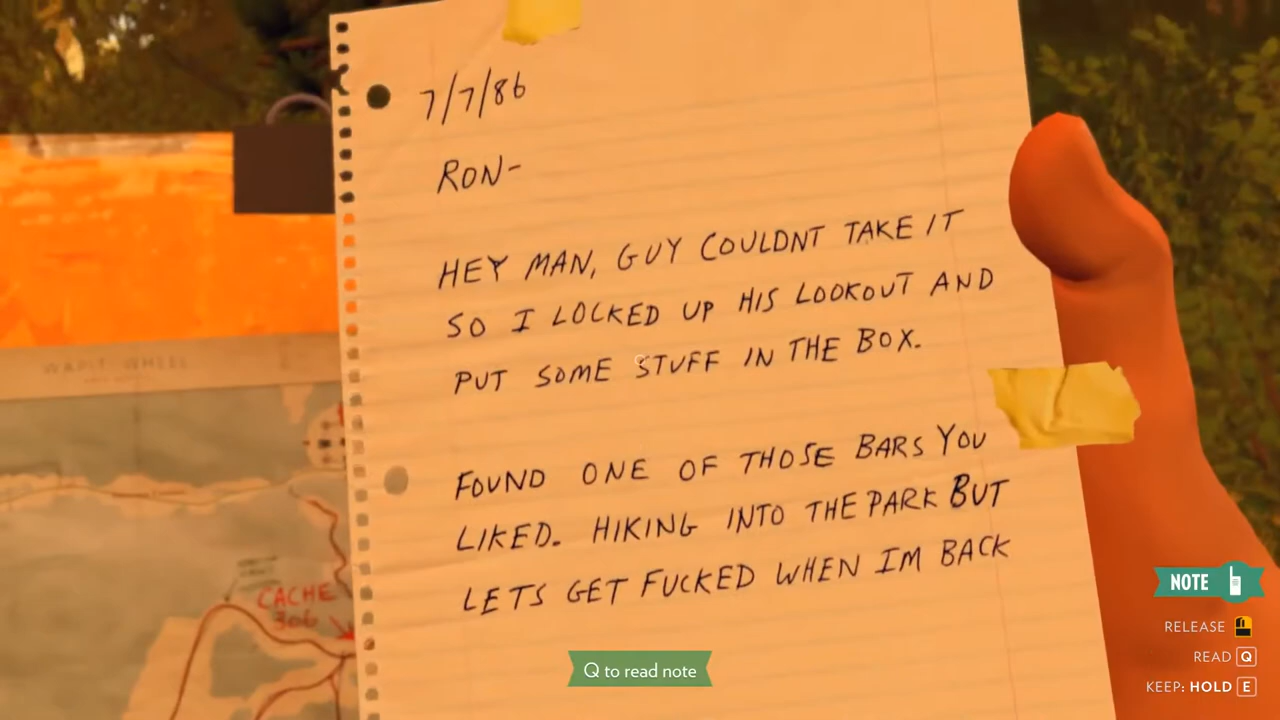 7/7/86
RON-
HEY MAN, GUY COULDNT TAKE IT
SO I LOCKED UP HIS LOOKOUT AND
PUT SOME STUFF IN THE BOX.
FOUND ONE OF THOSE BARS YOU
LIKED. HIKING INTO THE PARK BUT
LETS GET FUCKED WHEN IM BACK
WAPITI WHEEL
CACHE
306
NOTE
RELEASE
READ Q
KEEP: HOLD E
Q to read note